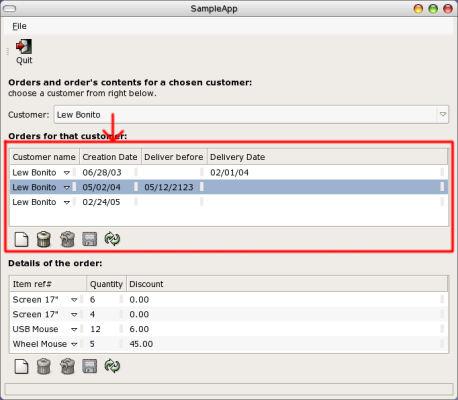 SampleApp
File
Quit
Orders and order's contents for a chosen customer:
choose a customer from right below.
Customer: Lew Bonito
Orders for that customer:
Customer name Creation Date Deliver before Delivery Date
Lew Bonito 06/28/03 02/01/04
Lew Bonito 05/02/04 05/12/2123
Lew Bonito 02/24/05
Details of the order:
Item ref# Quantity Discount
Screen 17" 6 0.00
Screen 17" 4 0.00
USB Mouse 12 6.00
Wheel Mouse 5 45.00